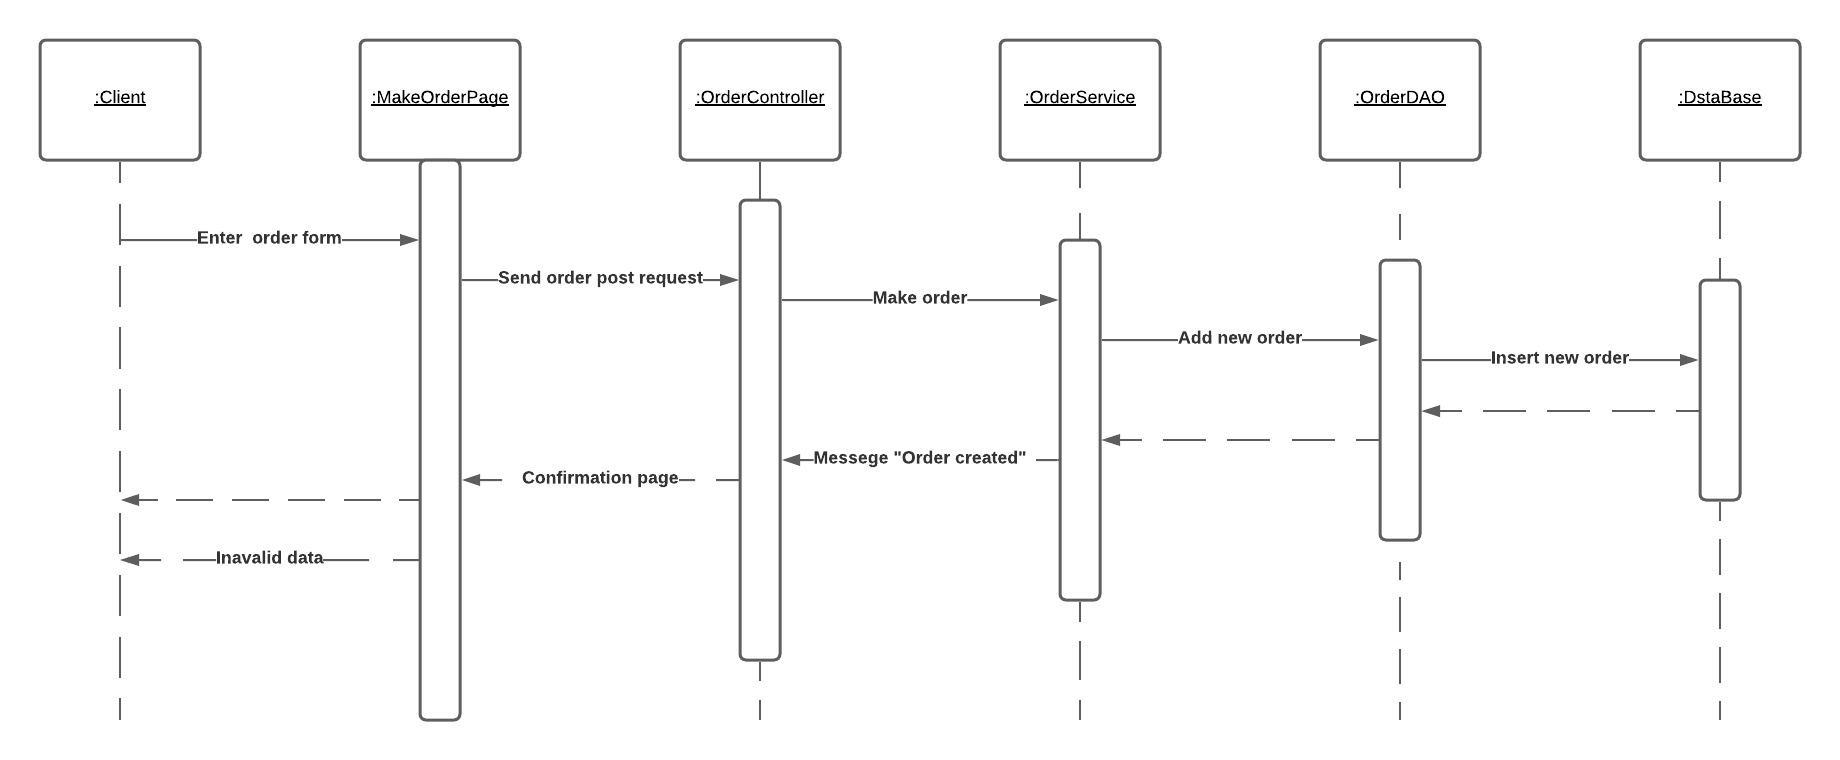 :Client
:MakeOrderPage
:OrderController
:OrderService
:OrderDAO
:DstaBase
Enter  order form
Send order post request
Make order
Add new order
Insert new order
Messege "Order created"
Confirmation page
Inavalid data